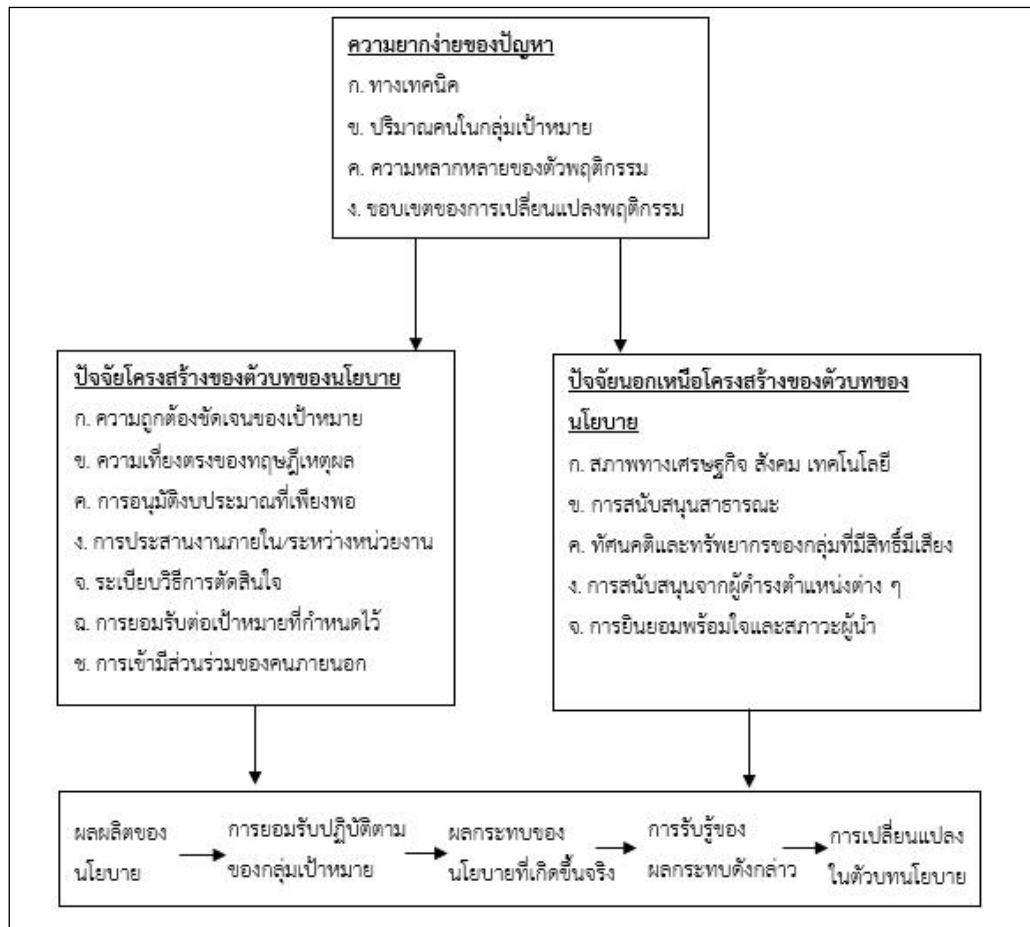 ความยากง่ายของปัญหา
ก. ทางเทคนิค
ข. ปริมาณคนในกลุ่มเป้าหมาย
ค. ความหลากหลายของตัวพฤติกรรม
ง. ขอบเขตของการเปลี่ยนแปลงพฤติกรรม
ปัจจัยโครงสร้างของตัวบทของนโยบาย
ก. ความถูกต้องชัดเจนของเป้าหมาย
ข. ความเที่ยงตรงของทฤษฎีเหตุผล
ค. การอนุมัติงบประมาณที่เพียงพอ
ง. การประสานงานภายใน/ระหว่างหน่วยงาน
จ. ระเบียบวิธีการตัดสินใจ
ฉ. การยอมรับต่อเป้าหมายที่กำหนดไว้
ช. การเข้ามีส่วนร่วมของคนภายนอก
ปัจจัยนอกเหนือโครงสร้างของตัวบทของ
นโยบาย
ก. สภาพทางเศรษฐกิจ สังคม เทคโนโลยี
ข. การสนับสนุนสาธารณะ
ค. ทัศนคติและทรัพยากรของกลุ่มที่มีสิทธิ์มีเสียง
ง. การสนับสนุนจากผู้ดำรงตำแหน่งต่าง ๆ
จ. การยินยอมพร้อมใจและสภาวะผู้นำ
ผลผลิตของ
นโยบาย
การยอมรับปฏิบัติตาม
ของกลุ่มเป้าหมาย
ผลกระทบของ
นโยบายที่เกิดขึ้นจริง
การรับรู้ของ
ผลกระทบดังกล่าว
การเปลี่ยนแปลง
ในตัวบทนโยบาย